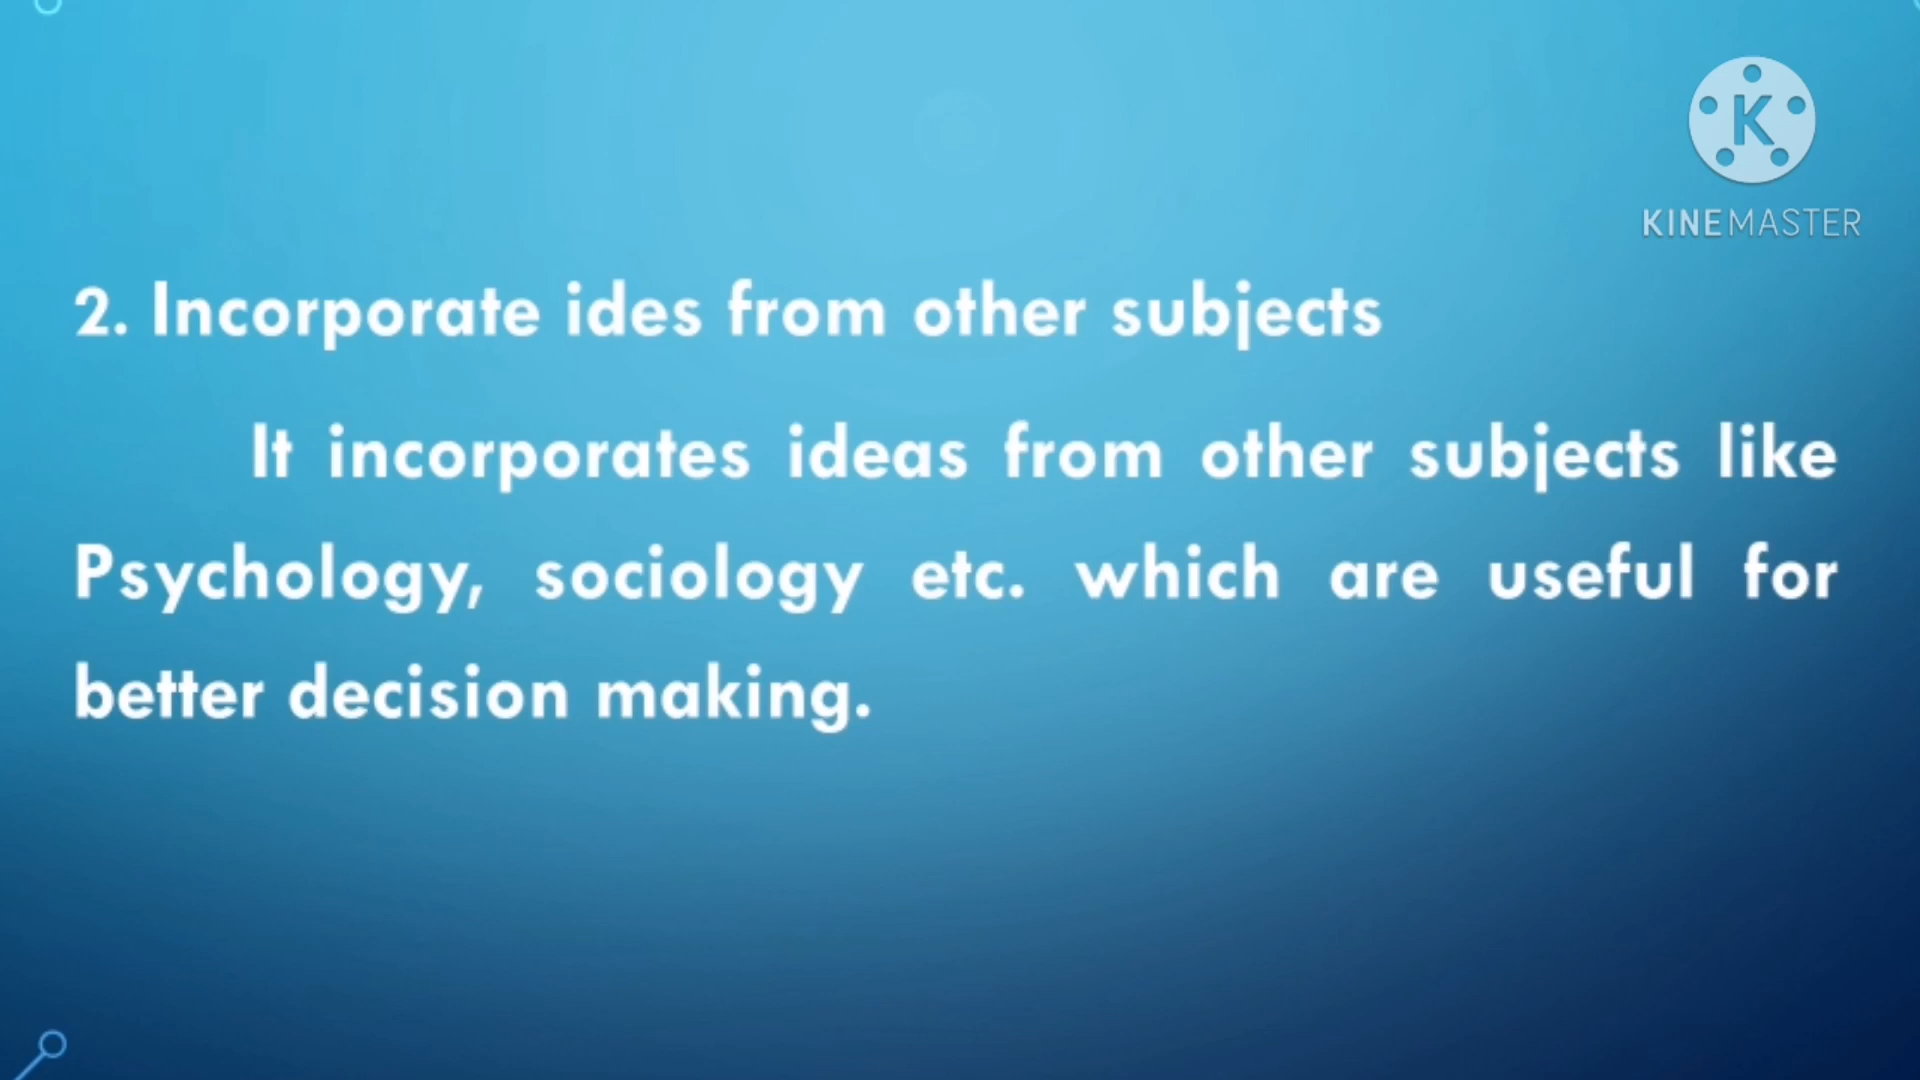 K
KINEMASTER
2. Incorporate ides from other subjects
It incorporates ideas from other subjects like
Psychology, sociology etc. which are useful for
better decision making.